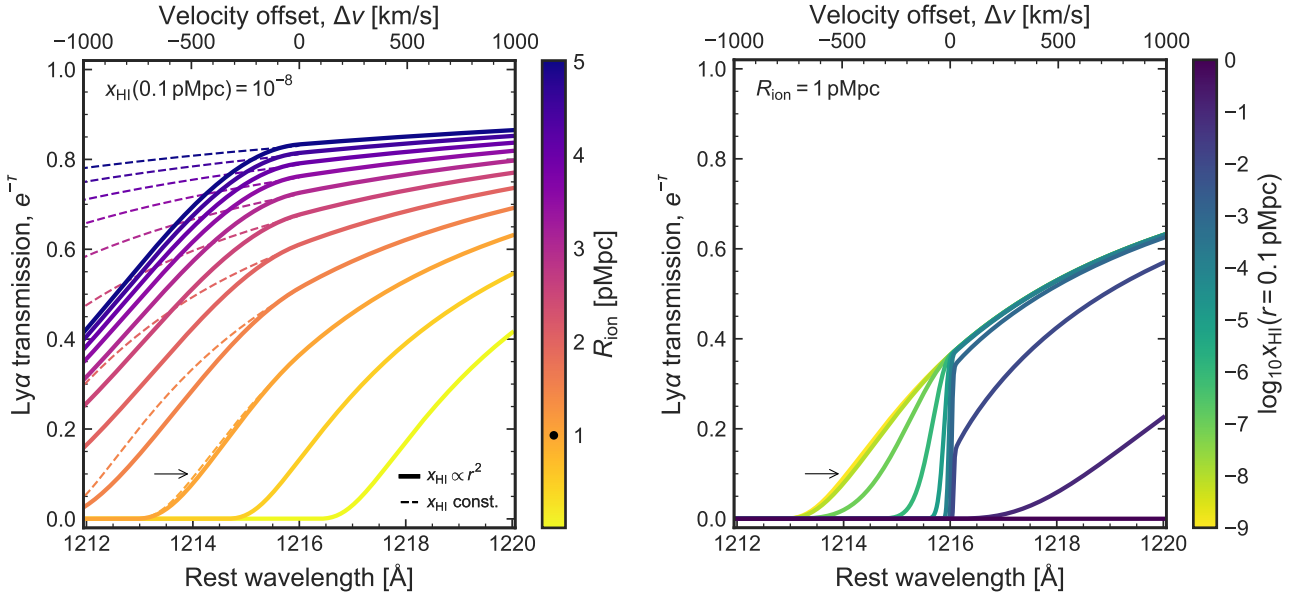 Velocity offset, Δv [km/s]
−1000 −500 0 500 1000
x_HI(0.1 pMpc) = 10⁻⁸
1.0
0.8
0.6
0.4
0.2
0.0
Lyα transmission, e^−τ
x_HI ∝ r²
x_HI const.
1212 1214 1216 1218 1220
Rest wavelength [Å]
5
4
3
2
1
R_ion [pMpc]
Velocity offset, Δv [km/s]
−1000 −500 0 500 1000
R_ion = 1 pMpc
1.0
0.8
0.6
0.4
0.2
0.0
Lyα transmission, e^−τ
1212 1214 1216 1218 1220
Rest wavelength [Å]
0
−1
−2
−3
−4
−5
−6
−7
−8
−9
log₁₀x_HI(r = 0.1 pMpc)